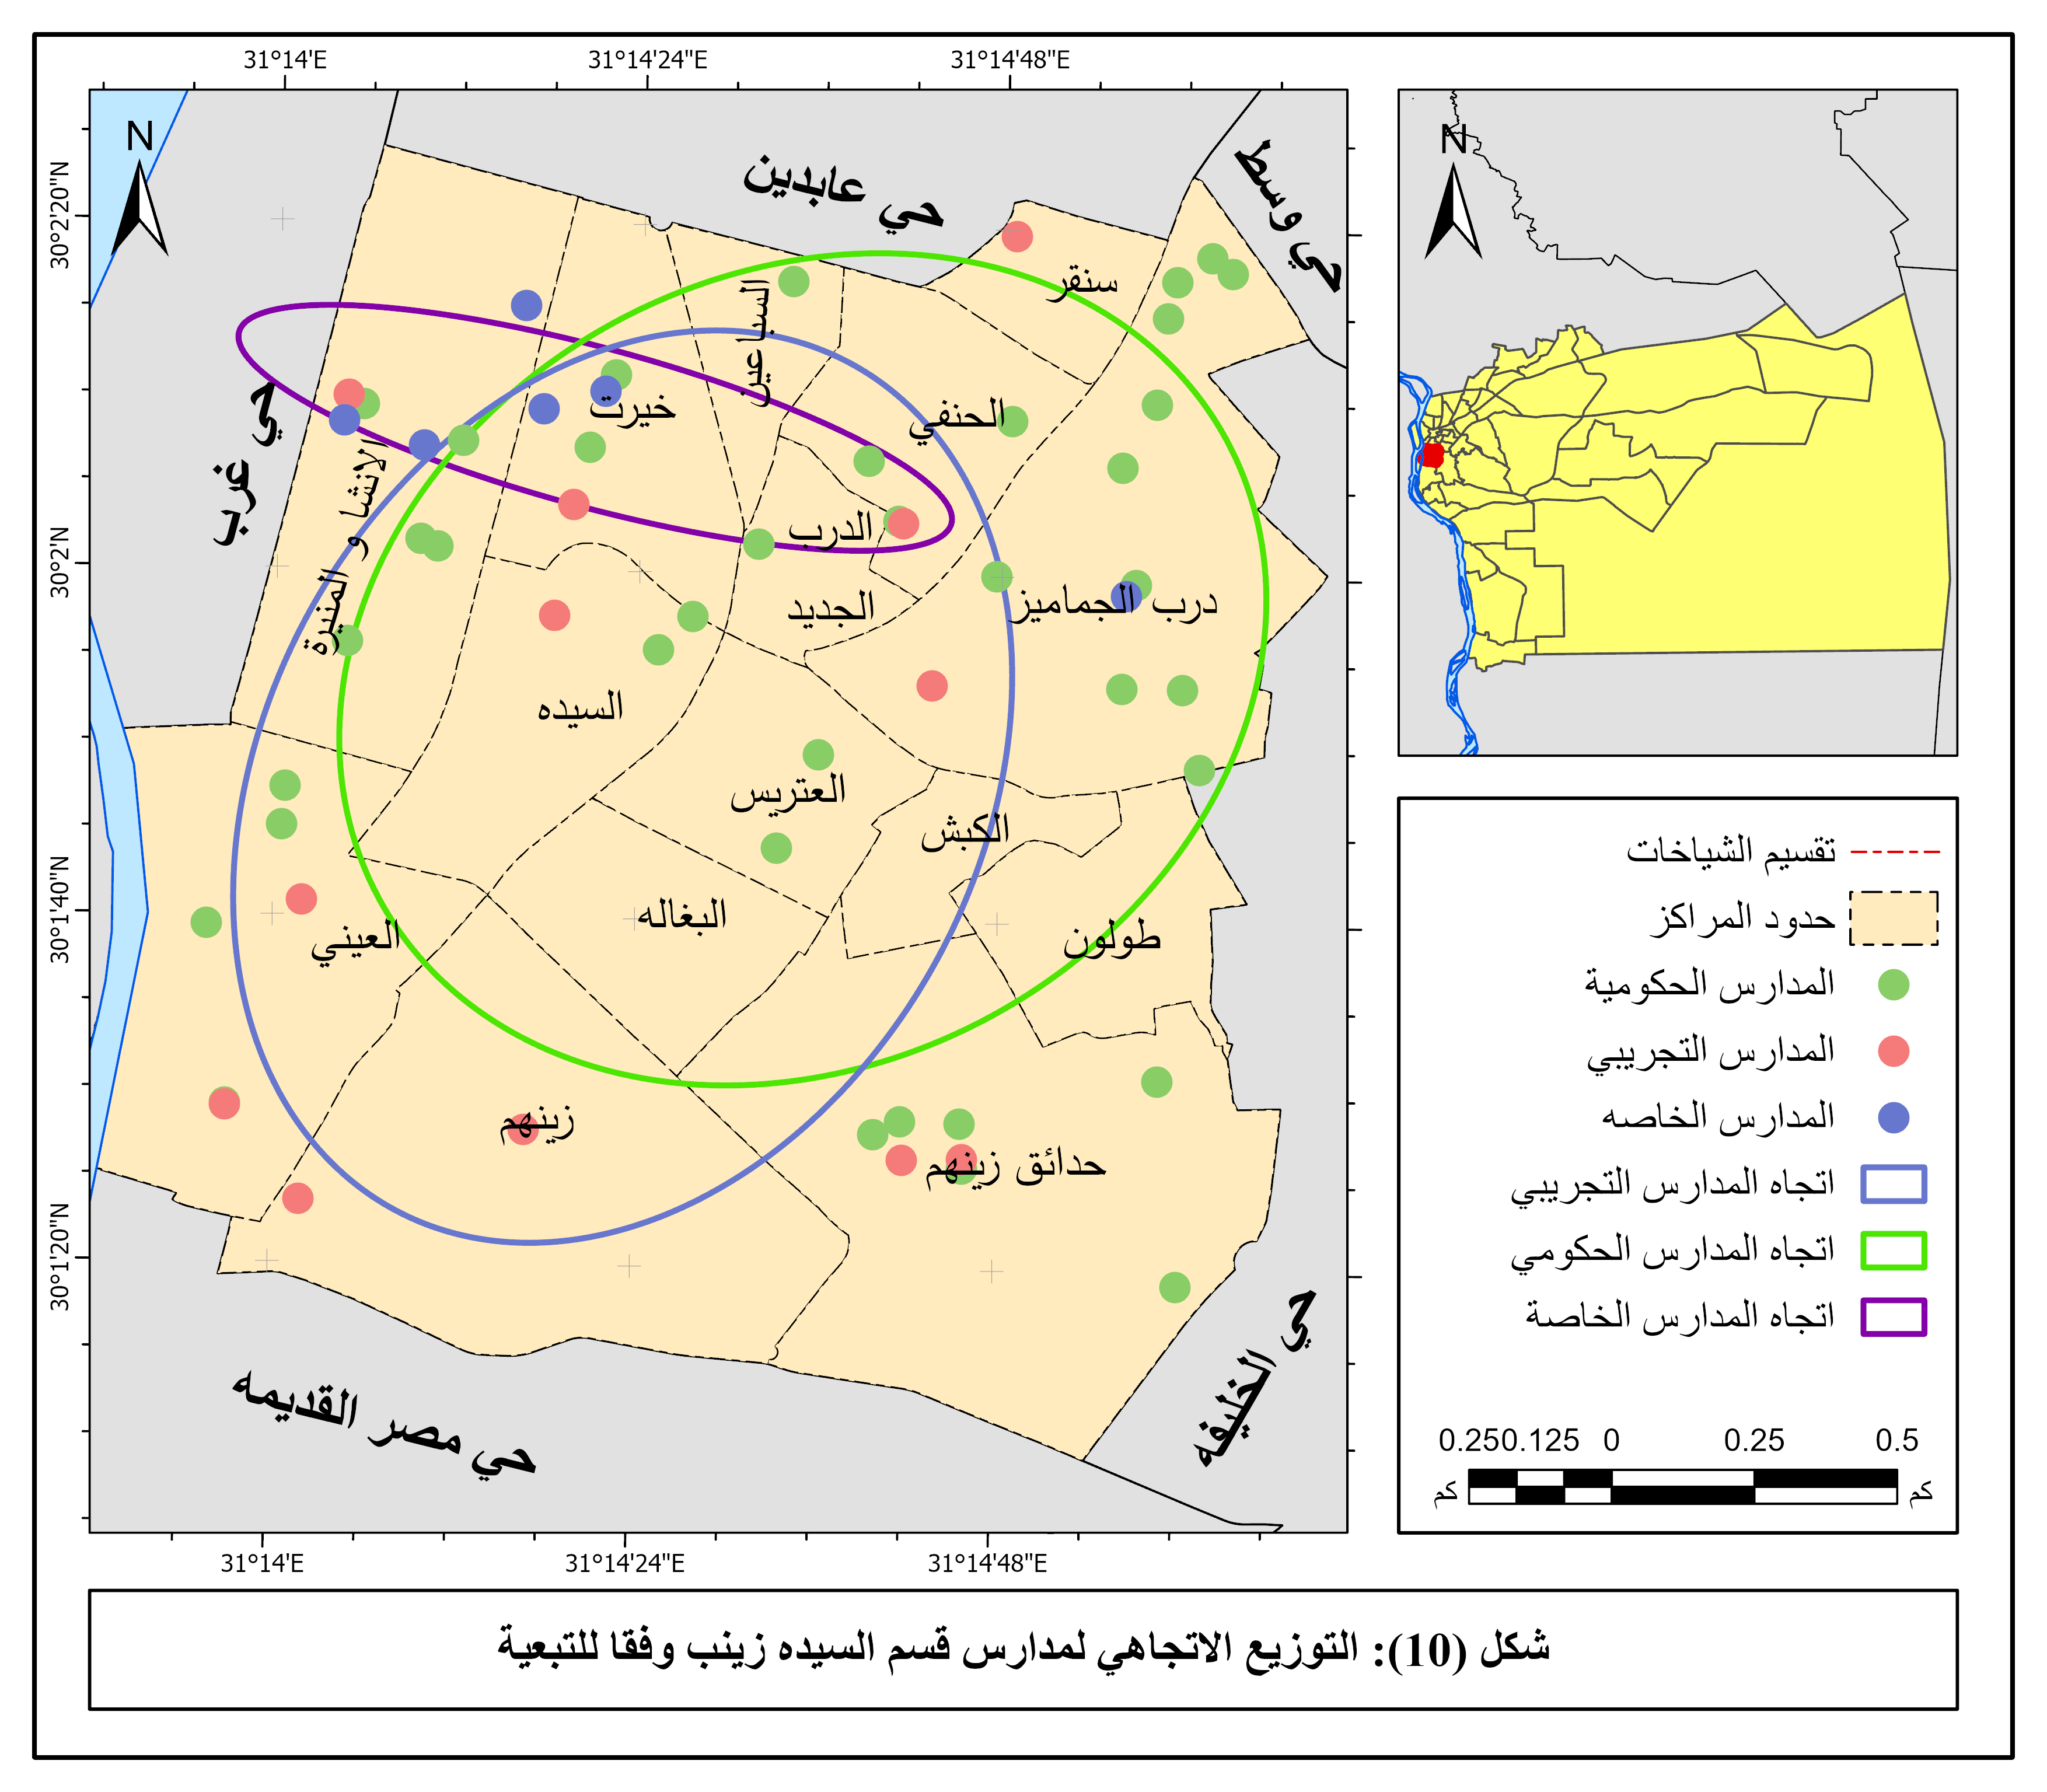 31°14'E
31°14'24"E
31°14'48"E
30°2'20"N
30°2'N
30°1'40"N
30°1'20"N
N
حي عابدين
حي وسط
حي غرب
سنقر
السباعين
خيرت
الحنفي
الانشا و المنيرة
الدرب
الجديد
درب الجماميز
السيده
العتريس
الكبش
البغاله
طولون
العيني
زينهم
حدائق زينهم
حي مصر القديمه
حي الخليفه
31°14'E
31°14'24"E
31°14'48"E
N
تقسيم الشياخات
حدود المراكز
المدارس الحكومية
المدارس التجريبي
المدارس الخاصه
اتجاه المدارس التجريبي
اتجاه المدارس الحكومي
اتجاه المدارس الخاصة
0.25 0.125 0 0.25 0.5
كم كم
شكل (10): التوزيع الاتجاهي لمدارس قسم السيده زينب وفقا للتبعية